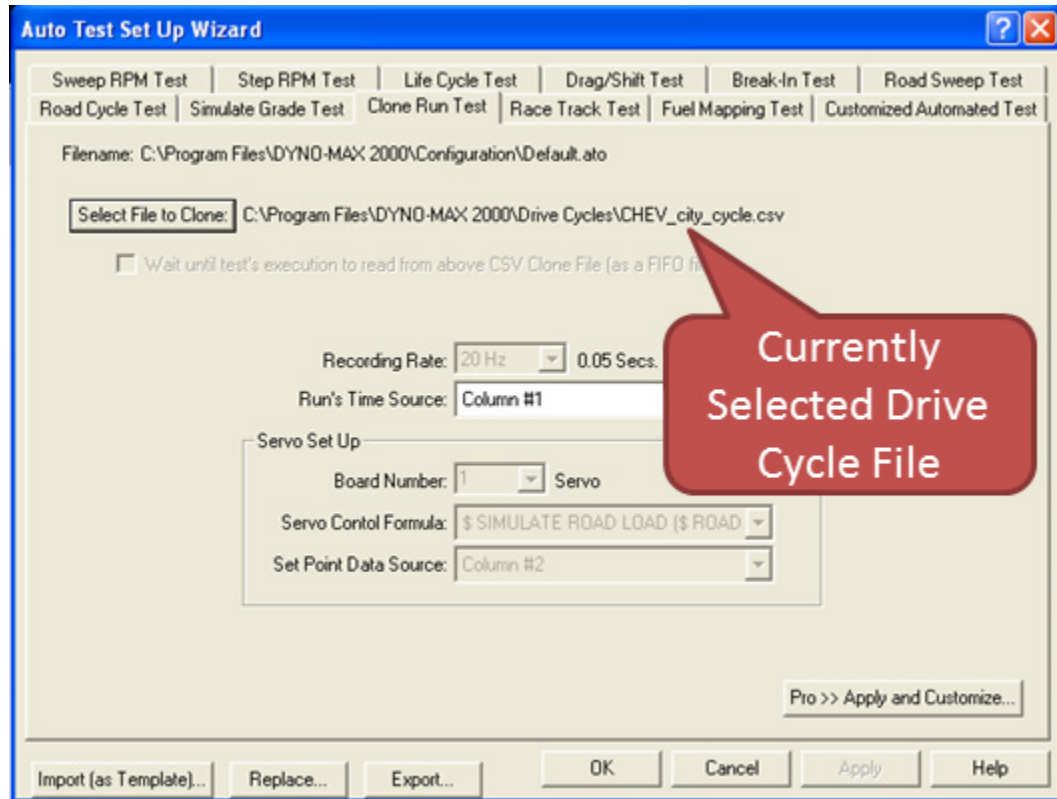 Auto Test Set Up Wizard
Sweep RPM Test Step RPM Test Life Cycle Test Drag/Shift Test Break-In Test Road Sweep Test
Road Cycle Test Simulate Grade Test Clone Run Test Race Track Test Fuel Mapping Test Customized Automated Test
Filename: C:\Program Files\DYNO-MAX 2000\Configuration\Default.ato
Select File to Clone: C:\Program Files\DYNO-MAX 2000\Drive Cycles\CHEV_city_cycle.csv
Wait until test's execution to read from above CSV Clone File (as a FIFO
Recording Rate: 20 Hz 0.05 Secs.
Run's Time Source: Column #1
Currently
Selected Drive
Cycle File
Servo Set Up
Board Number: 1 Servo
Servo Contol Formula: $ SIMULATE ROAD LOAD ($ ROAD
Set Point Data Source: Column #2
Pro >> Apply and Customize...
Import (as Template)... Replace... Export... OK Cancel Apply Help